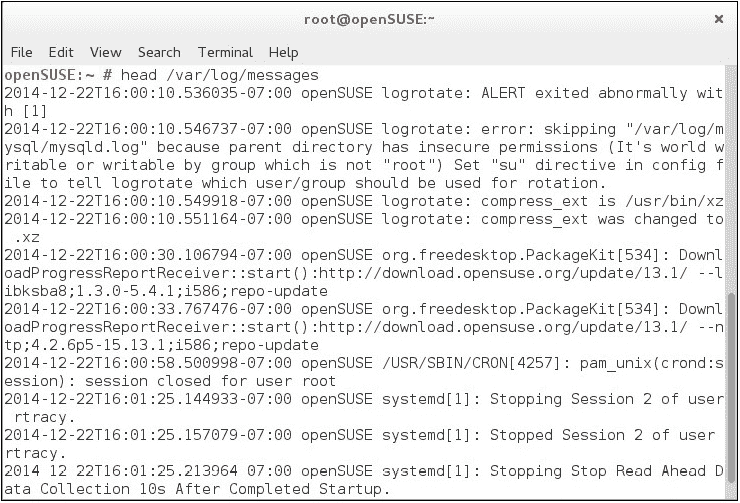 root@openSUSE:~ ×
File Edit View Search Terminal Help
openSUSE:~ # head /var/log/messages
2014-12-22T16:00:10.536035-07:00 openSUSE logrotate: ALERT exited abnormally wit
h [1]
2014-12-22T16:00:10.546737-07:00 openSUSE logrotate: error: skipping "/var/log/m
ysql/mysqld.log" because parent directory has insecure permissions (It's world w
ritable or writable by group which is not "root") Set "su" directive in config f
ile to tell logrotate which user/group should be used for rotation.
2014-12-22T16:00:10.549918-07:00 openSUSE logrotate: compress_ext is /usr/bin/xz
2014-12-22T16:00:10.551164-07:00 openSUSE logrotate: compress_ext was changed to
 .xz
2014-12-22T16:00:30.106794-07:00 openSUSE org.freedesktop.PackageKit[534]: Downl
oadProgressReportReceiver::start():http://download.opensuse.org/update/13.1/ --l
ibksba8;1.3.0-5.4.1;i586;repo-update
2014-12-22T16:00:33.767476-07:00 openSUSE org.freedesktop.PackageKit[534]: Downl
oadProgressReportReceiver::start():http://download.opensuse.org/update/13.1/ --n
tp;4.2.6p5-15.13.1;i586;repo-update
2014-12-22T16:00:58.500998-07:00 openSUSE /USR/SBIN/CRON[4257]: pam_unix(crond:s
ession): session closed for user root
2014-12-22T16:01:25.144933-07:00 openSUSE systemd[1]: Stopping Session 2 of user
 rtracy.
2014-12-22T16:01:25.157079-07:00 openSUSE systemd[1]: Stopped Session 2 of user
 rtracy.
2014-12-22T16:01:25.213964-07:00 openSUSE systemd[1]: Stopping Stop Read-Ahead D
ata Collection 10s After Completed Startup.